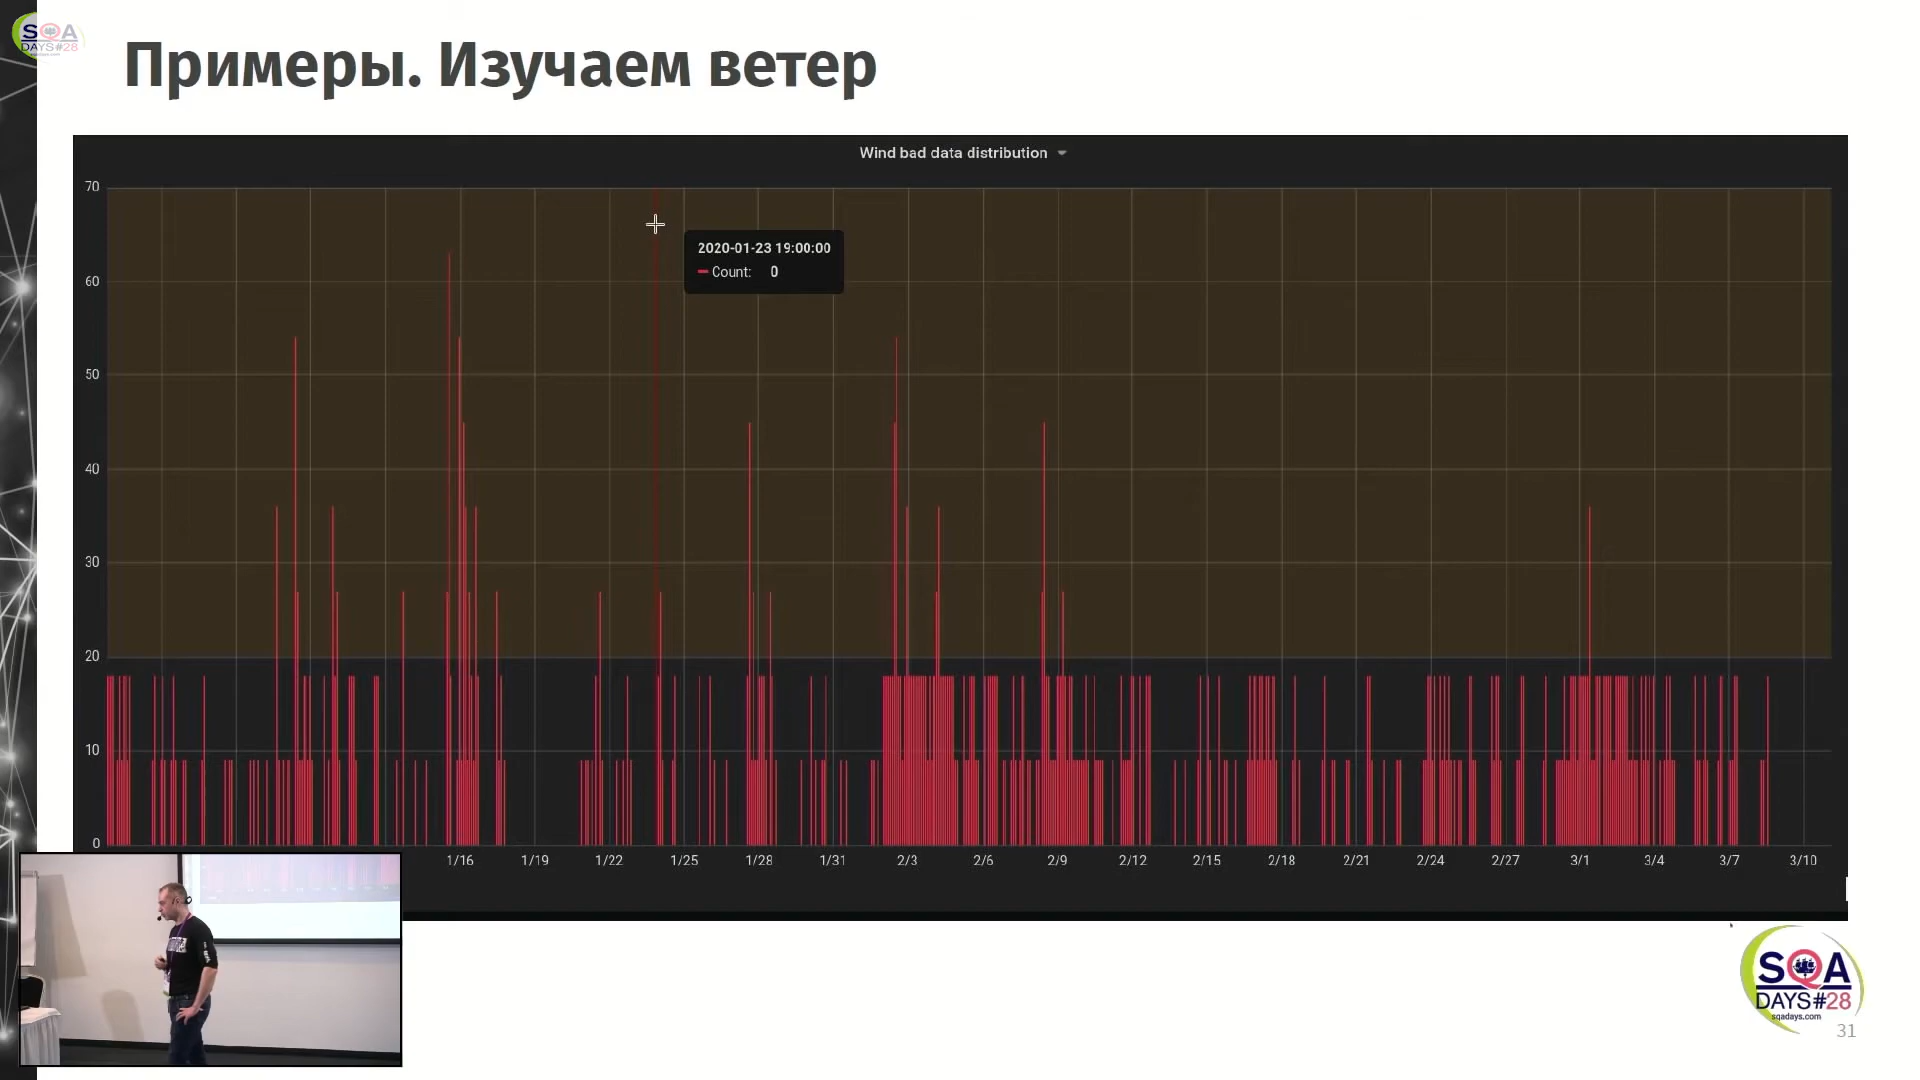 SQA
DAYS#28
Примеры. Изучаем ветер
Wind bad data distribution
70
60
50
40
30
20
10
0
2020-01-23 19:00:00
Count: 0
1/16 1/19 1/22 1/25 1/28 1/31 2/3 2/6 2/9 2/12 2/15 2/18 2/21 2/24 2/27 3/1 3/4 3/7 3/10
SQA
DAYS#28
sqadays.com
31